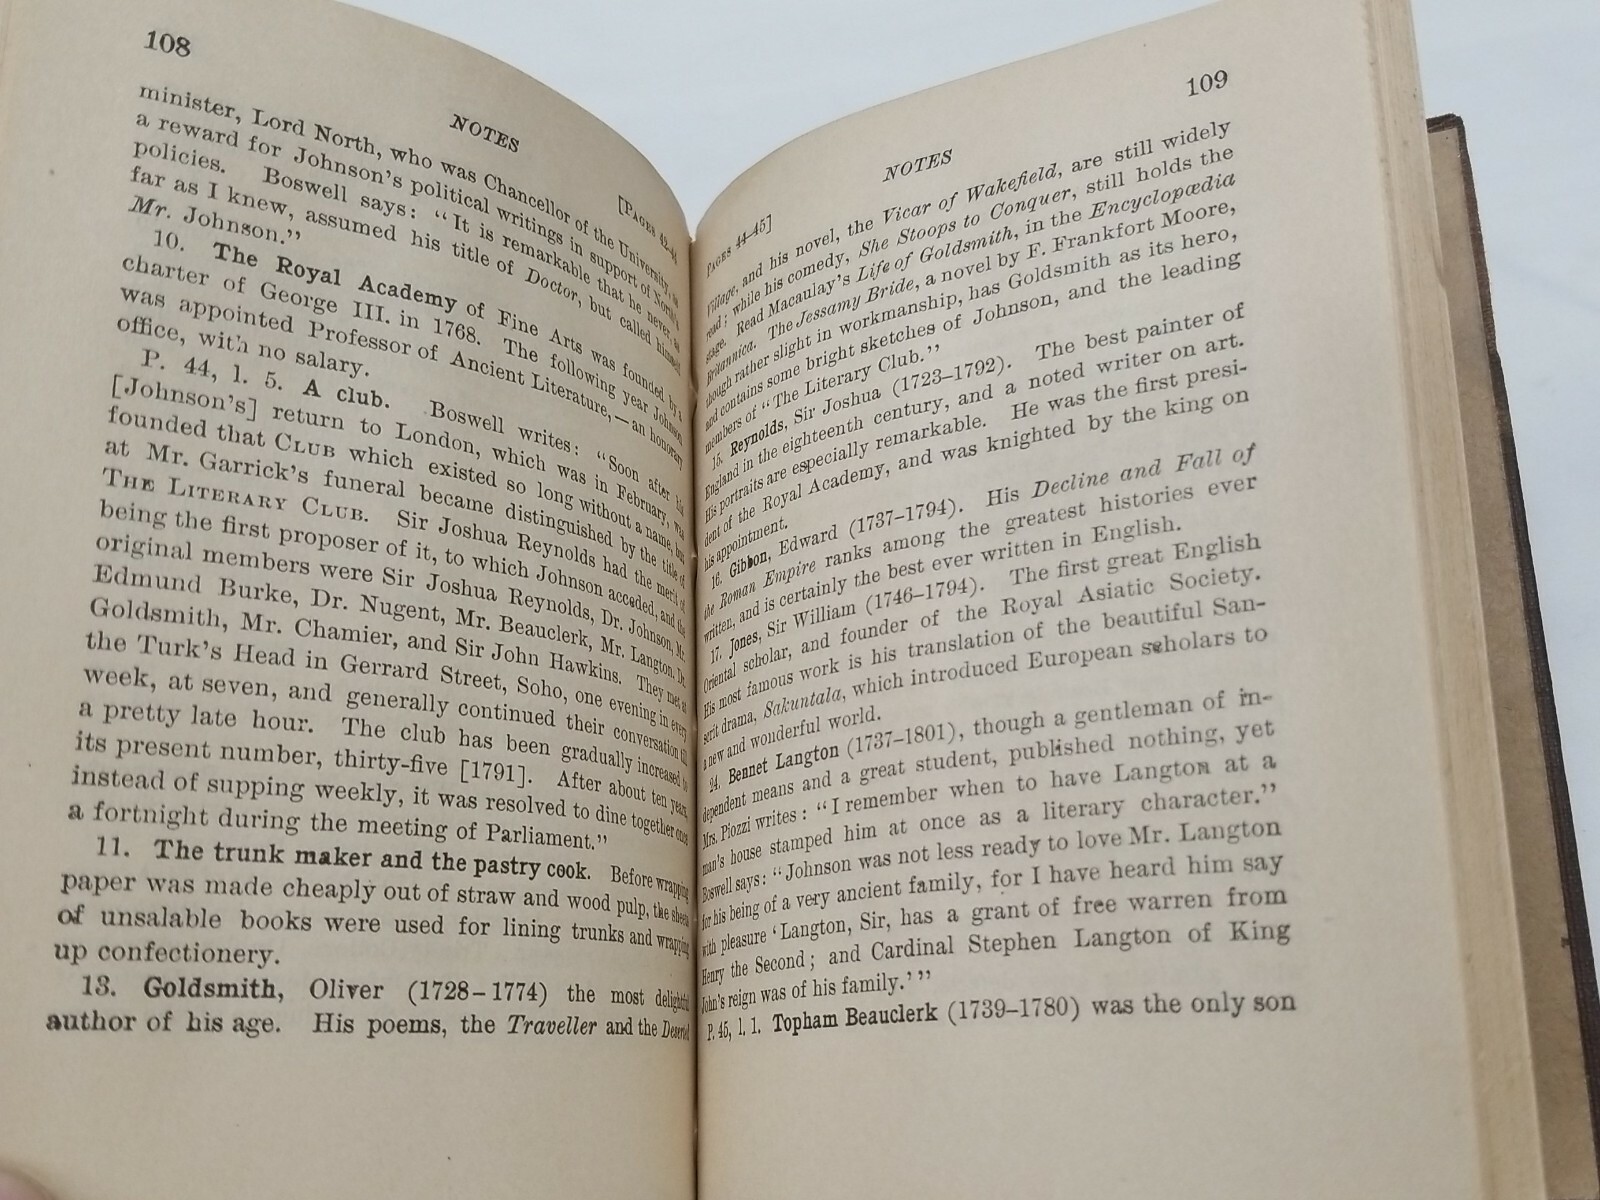 108
NOTES
[PAGES 42-44
minister, Lord North, who was Chancellor of the University, as
a reward for Johnson's political writings in support of North's
policies. Boswell says: "It is remarkable that he never, as
far as I knew, assumed his title of Doctor, but called himself
Mr. Johnson."
10. The Royal Academy of Fine Arts was founded by a
charter of George III. in 1768. The following year Johnson
was appointed Professor of Ancient Literature,—an honorary
office, with no salary.
P. 44, l. 5. A club. Boswell writes: "Soon after his
[Johnson's] return to London, which was in February, was
founded that CLUB which existed so long without a name, but
at Mr. Garrick's funeral became distinguished by the title of
THE LITERARY CLUB. Sir Joshua Reynolds had the merit of
being the first proposer of it, to which Johnson acceded, and the
original members were Sir Joshua Reynolds, Dr. Johnson, Mr.
Edmund Burke, Dr. Nugent, Mr. Beauclerk, Mr. Langton, Dr.
Goldsmith, Mr. Chamier, and Sir John Hawkins. They met at
the Turk's Head in Gerrard Street, Soho, one evening in every
week, at seven, and generally continued their conversation till
a pretty late hour. The club has been gradually increased to
its present number, thirty-five [1791]. After about ten years,
instead of supping weekly, it was resolved to dine together once
a fortnight during the meeting of Parliament."
11. The trunk maker and the pastry cook. Before wrapping
paper was made cheaply out of straw and wood pulp, the sheets
of unsalable books were used for lining trunks and wrapping
up confectionery.
13. Goldsmith, Oliver (1728-1774) the most delightful
author of his age. His poems, the Traveller and the Deserted
109
NOTES
PAGES 44-45]
Village, and his novel, the Vicar of Wakefield, are still widely
read; while his comedy, She Stoops to Conquer, still holds the
stage. Read Macaulay's Life of Goldsmith, in the Encyclopædia
Britannica. The Jessamy Bride, a novel by F. Frankfort Moore,
though rather slight in workmanship, has Goldsmith as its hero,
and contains some bright sketches of Johnson, and the leading
members of "The Literary Club."
15. Reynolds, Sir Joshua (1723-1792). The best painter of
England in the eighteenth century, and a noted writer on art.
His portraits are especially remarkable. He was the first presi-
dent of the Royal Academy, and was knighted by the king on
his appointment.
16. Gibbon, Edward (1737-1794). His Decline and Fall of
the Roman Empire ranks among the greatest histories ever
written, and is certainly the best ever written in English.
17. Jones, Sir William (1746-1794). The first great English
Oriental scholar, and founder of the Royal Asiatic Society.
His most famous work is his translation of the beautiful San-
scrit drama, Sakuntala, which introduced European scholars to
a new and wonderful world.
24. Bennet Langton (1737-1801), though a gentleman of in-
dependent means and a great student, published nothing, yet
Mrs. Piozzi writes: "I remember when to have Langton at a
man's house stamped him at once as a literary character."
Boswell says: "Johnson was not less ready to love Mr. Langton
for his being of a very ancient family, for I have heard him say
with pleasure 'Langton, Sir, has a grant of free warren from
Henry the Second; and Cardinal Stephen Langton of King
John's reign was of his family.'"
P. 45, l. 1. Topham Beauclerk (1739-1780) was the only son